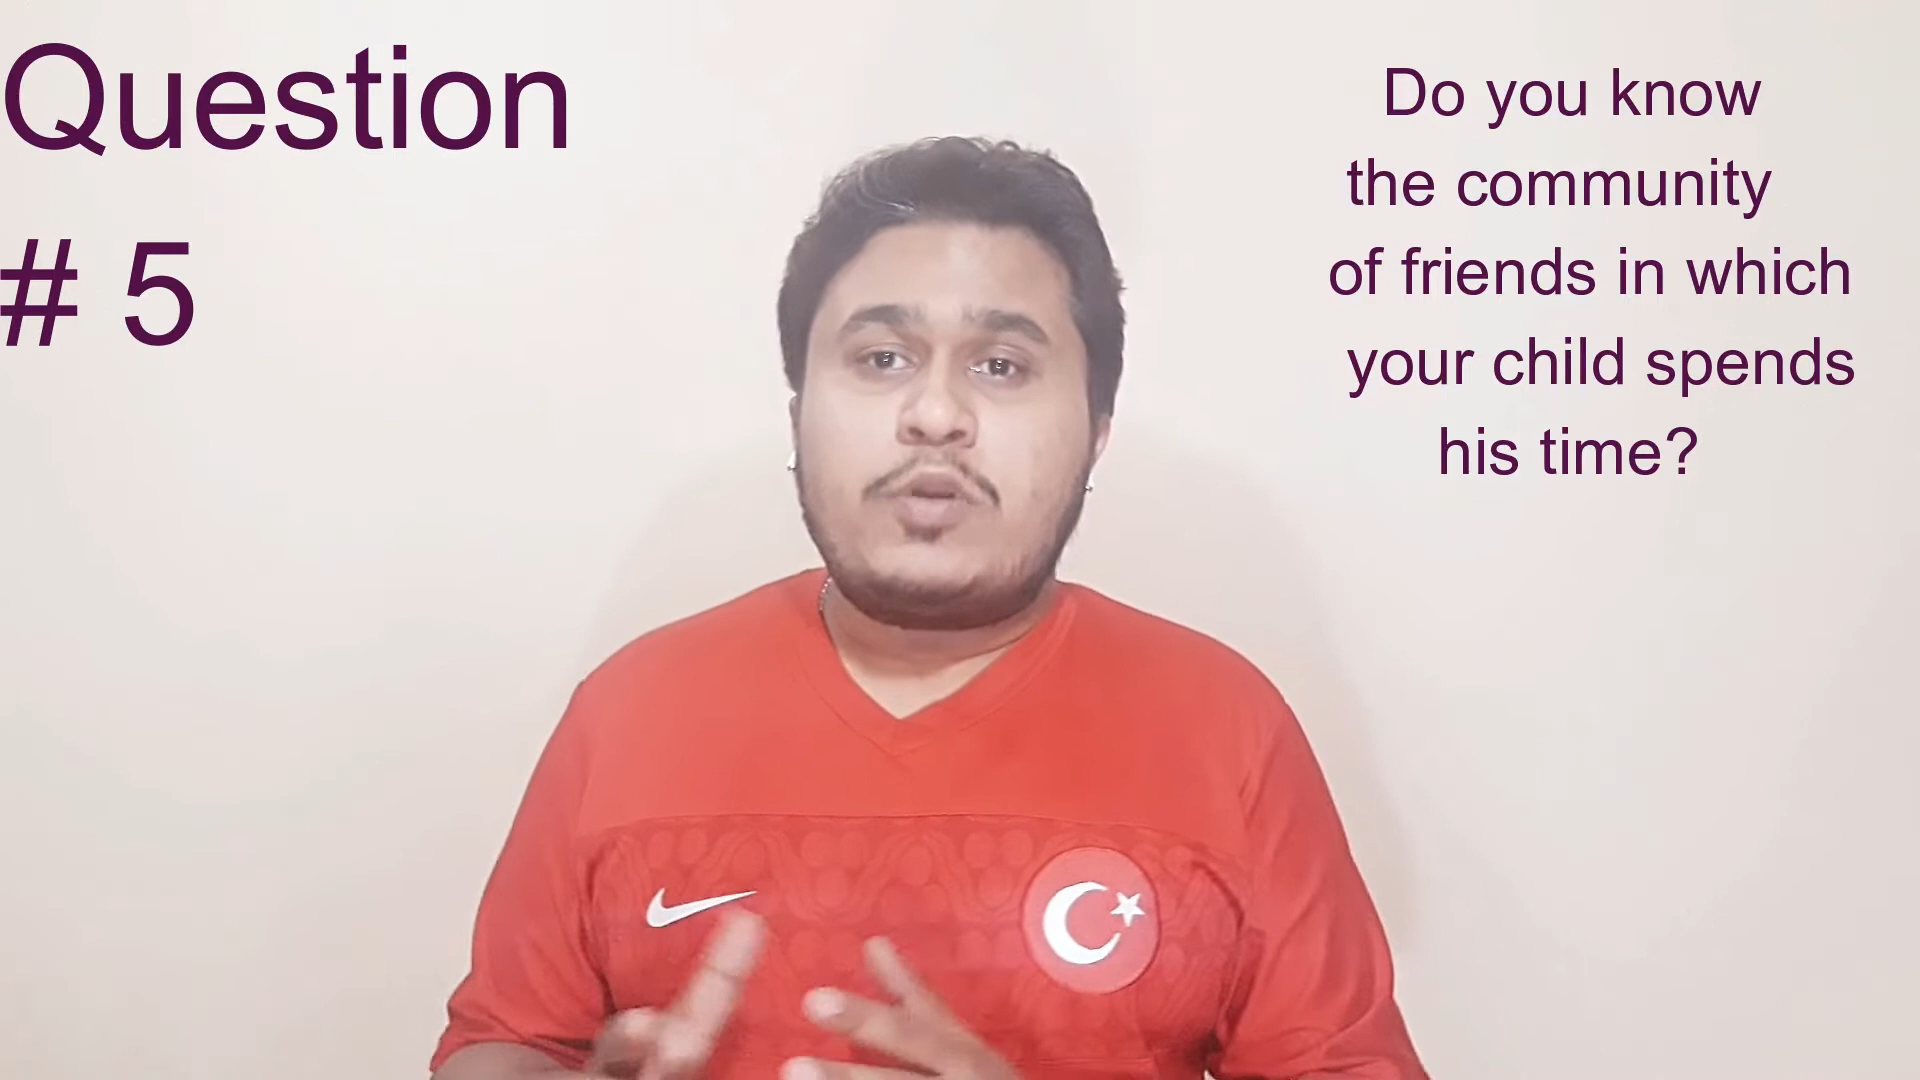 Question
# 5
Do you know
the community
of friends in which
your child spends
his time?